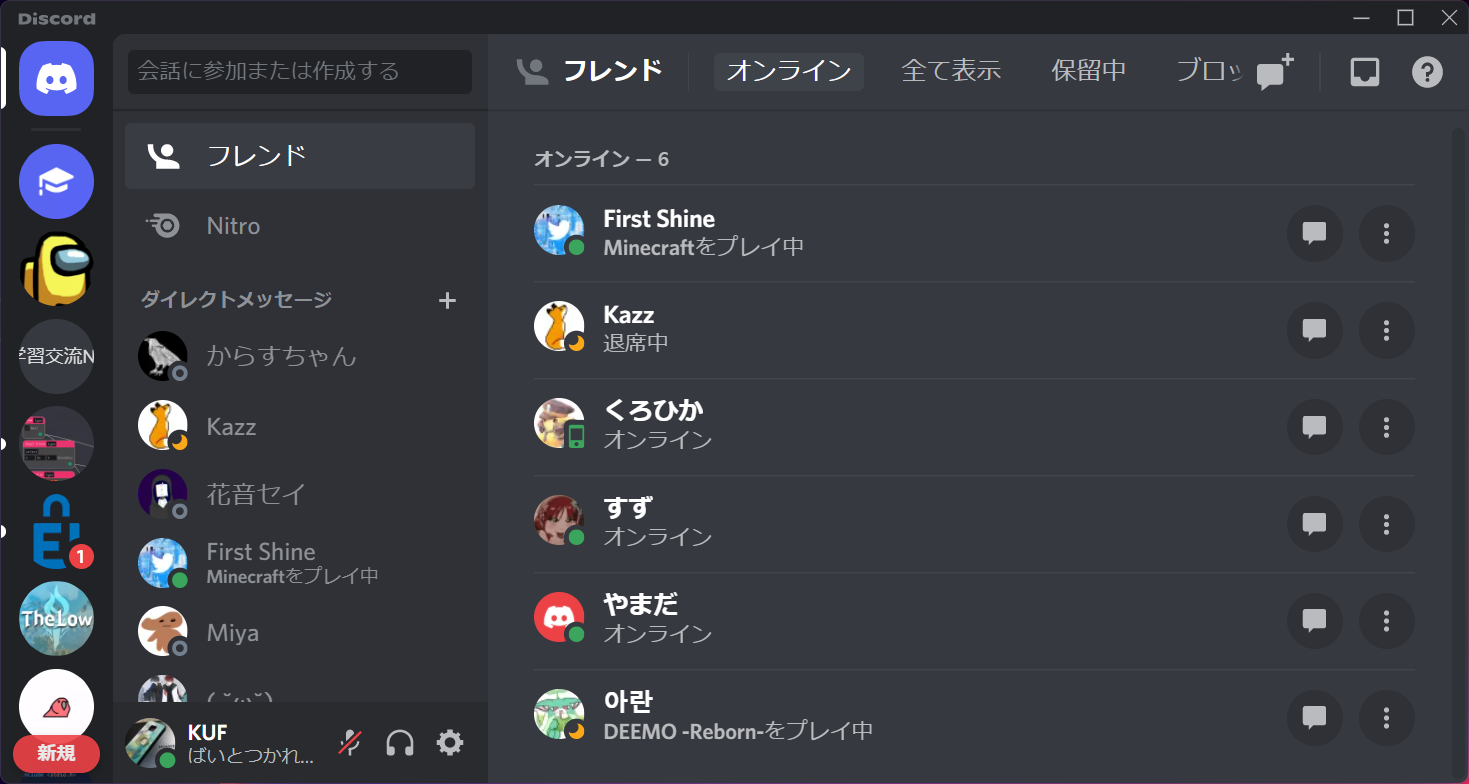 Discord
会話に参加または作成する
フレンド
Nitro
ダイレクトメッセージ
からすちゃん
Kazz
花音セイ
First Shine
Minecraftをプレイ中
Miya
学習交流N
EI
1
TheLow
新規
KUF
ばいとつかれ...
フレンド
オンライン
全て表示
保留中
ブロッ
オンライン — 6
First Shine
Minecraftをプレイ中
Kazz
退席中
くろひか
オンライン
すず
オンライン
やまだ
オンライン
아란
DEEMO -Reborn-をプレイ中